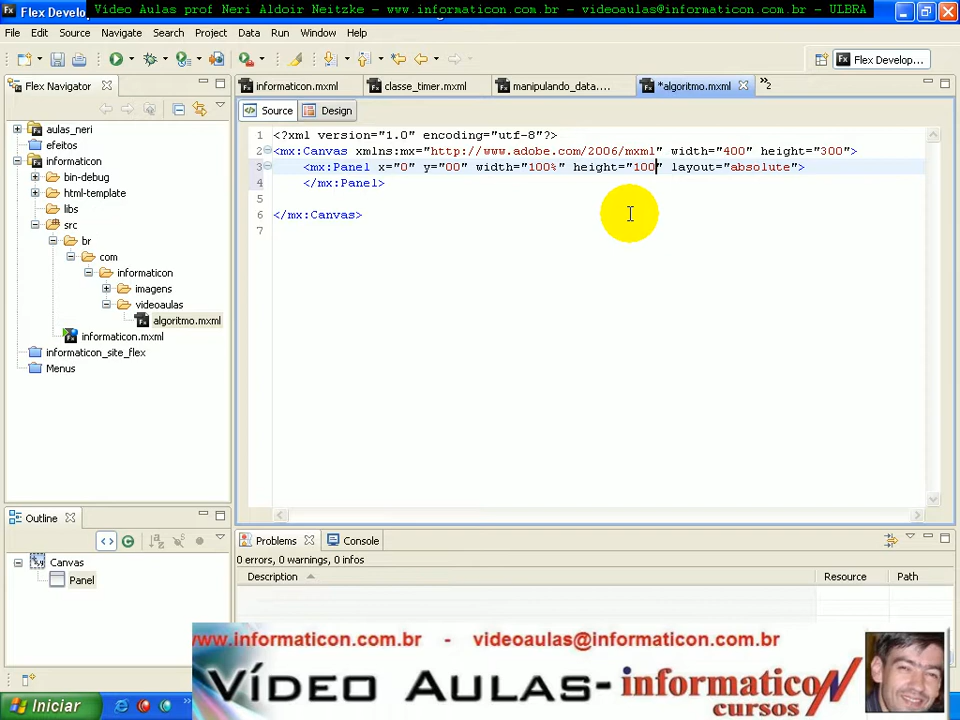 Vídeo Aulas prof Neri Aldoir Neitzke – www.informaticon.com.br – videoaulas@informaticon.com.br – ULBRA
Flex Develop
File Edit Source Navigate Search Project Data Run Window Help
Flex Develop...
Flex Navigator
informaticon.mxml classe_timer.mxml manipulando_data.... *algoritmo.mxml »2
Source Design
aulas_neri
efeitos
informaticon
bin-debug
html-template
libs
src
br
com
informaticon
imagens
videoaulas
algoritmo.mxml
informaticon.mxml
informaticon_site_flex
Menus
1 <?xml version="1.0" encoding="utf-8"?>
2 <mx:Canvas xmlns:mx="http://www.adobe.com/2006/mxml" width="400" height="300">
3 <mx:Panel x="0" y="00" width="100%" height="100" layout="absolute">
4 </mx:Panel>
5
6 </mx:Canvas>
7
Outline
Canvas
Panel
Problems Console
0 errors, 0 warnings, 0 infos
Description Resource Path
www.informaticon.com.br - videoaulas@informaticon.com.br
VÍDEO AULAS- informaticon
cursos
Iniciar